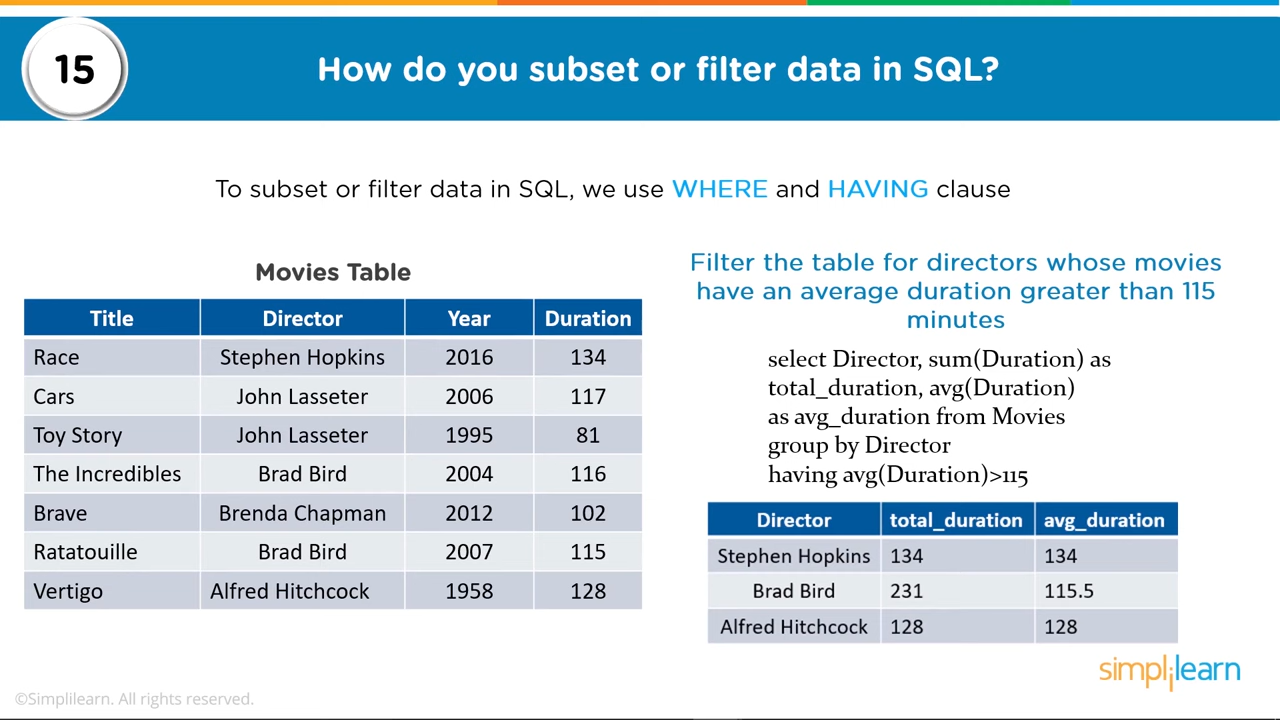 15
How do you subset or filter data in SQL?
To subset or filter data in SQL, we use WHERE and HAVING clause
Movies Table
Title Director Year Duration
Race Stephen Hopkins 2016 134
Cars John Lasseter 2006 117
Toy Story John Lasseter 1995 81
The Incredibles Brad Bird 2004 116
Brave Brenda Chapman 2012 102
Ratatouille Brad Bird 2007 115
Vertigo Alfred Hitchcock 1958 128
Filter the table for directors whose movies
have an average duration greater than 115
minutes
select Director, sum(Duration) as
total_duration, avg(Duration)
as avg_duration from Movies
group by Director
having avg(Duration)>115
Director total_duration avg_duration
Stephen Hopkins 134 134
Brad Bird 231 115.5
Alfred Hitchcock 128 128
simplilearn
©Simplilearn. All rights reserved.